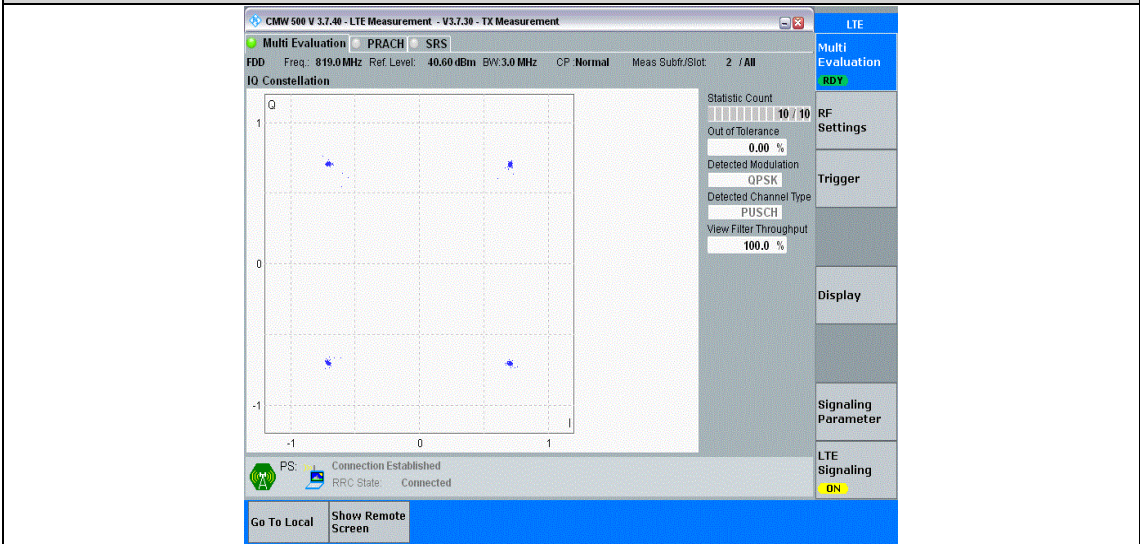 CMW 500 V 3.7.40 - LTE Measurement - V3.7.30 - TX Measurement
LTE
Multi Evaluation PRACH SRS
FDD Freq.: 819.0 MHz Ref. Level: 40.60 dBm BW: 3.0 MHz CP :Normal Meas Subfr./Slot: 2 / All
IQ Constellation
Q
1
0
-1
I
-1 0 1
Statistic Count
10 / 10
Out of Tolerance
0.00 %
Detected Modulation
QPSK
Detected Channel Type
PUSCH
View Filter Throughput
100.0 %
Multi
Evaluation
RDY
RF
Settings
Trigger
Display
Signaling
Parameter
LTE
Signaling
ON
PS: Connection Established
RRC State: Connected
Go To Local
Show Remote
Screen